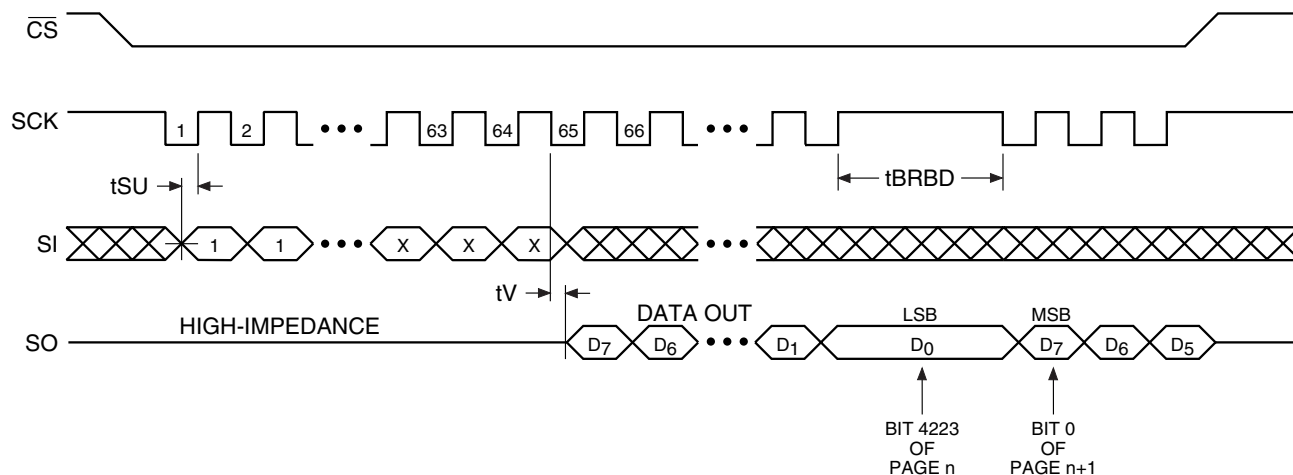 CS
SCK
1 2 63 64 65 66
tSU
tBRBD
SI
1 1 X X X
tV
HIGH-IMPEDANCE
DATA OUT
LSB MSB
SO
D7 D6 D1 D0 D7 D6 D5
BIT 4223
OF
PAGE n
BIT 0
OF
PAGE n+1